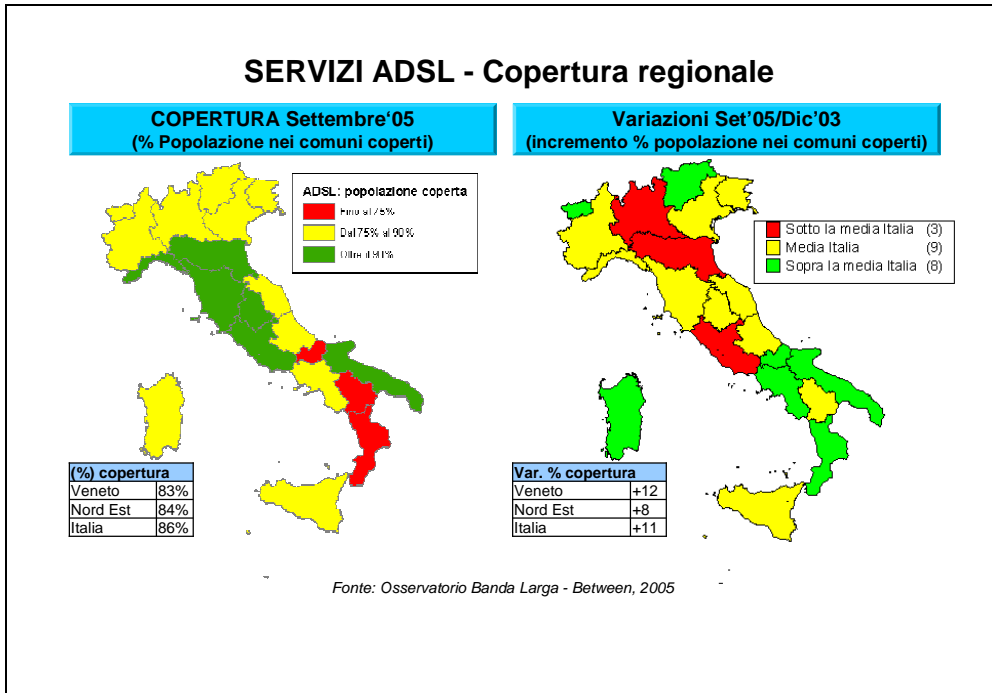 SERVIZI ADSL - Copertura regionale
COPERTURA Settembre‘05
(% Popolazione nei comuni coperti)
Variazioni Set’05/Dic’03
(incremento % popolazione nei comuni coperti)
ADSL: popolazione coperta
Fino al 75%
Dal 75% al 90%
Oltre il 90%
Sotto la media Italia (3)
Media Italia (9)
Sopra la media Italia (8)
(%) copertura
Veneto 83%
Nord Est 84%
Italia 86%
Var. % copertura
Veneto +12
Nord Est +8
Italia +11
Fonte: Osservatorio Banda Larga - Between, 2005